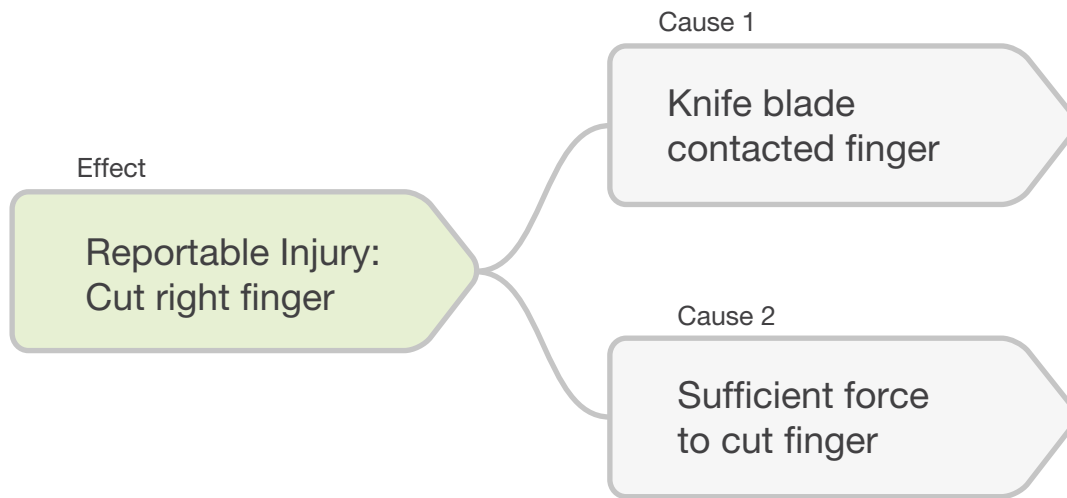 Effect
Reportable Injury:
Cut right finger
Cause 1
Knife blade
contacted finger
Cause 2
Sufficient force
to cut finger